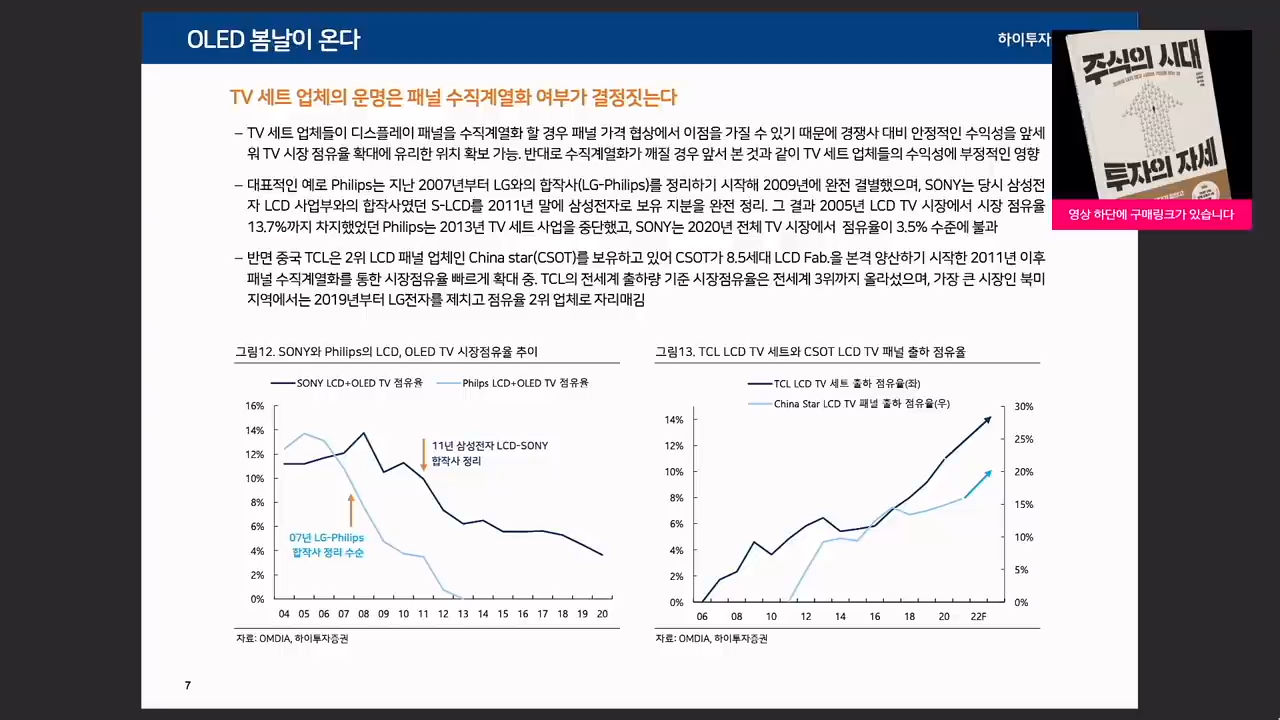 OLED 봄날이 온다
하이투자
주식의 시대
투자의 자세
영상 하단에 구매링크가 있습니다
TV 세트 업체의 운명은 패널 수직계열화 여부가 결정짓는다
– TV 세트 업체들이 디스플레이 패널을 수직계열화 할 경우 패널 가격 협상에서 이점을 가질 수 있기 때문에 경쟁사 대비 안정적인 수익성을 앞세
워 TV 시장 점유율 확대에 유리한 위치 확보 가능. 반대로 수직계열화가 깨질 경우 앞서 본 것과 같이 TV 세트 업체들의 수익성에 부정적인 영향
– 대표적인 예로 Philips는 지난 2007년부터 LG와의 합작사(LG-Philips)를 정리하기 시작해 2009년에 완전 결별했으며, SONY는 당시 삼성전
자 LCD 사업부와의 합작사였던 S-LCD를 2011년 말에 삼성전자로 보유 지분을 완전 정리. 그 결과 2005년 LCD TV 시장에서 시장 점유율
13.7%까지 차지했었던 Philips는 2013년 TV 세트 사업을 중단했고, SONY는 2020년 전체 TV 시장에서 점유율이 3.5% 수준에 불과
– 반면 중국 TCL은 2위 LCD 패널 업체인 China star(CSOT)를 보유하고 있어 CSOT가 8.5세대 LCD Fab.을 본격 양산하기 시작한 2011년 이후
패널 수직계열화를 통한 시장점유율 빠르게 확대 중. TCL의 전세계 출하량 기준 시장점유율은 전세계 3위까지 올라섰으며, 가장 큰 시장인 북미
지역에서는 2019년부터 LG전자를 제치고 점유율 2위 업체로 자리매김
그림12. SONY와 Philips의 LCD, OLED TV 시장점유율 추이
SONY LCD+OLED TV 점유율
Philps LCD+OLED TV 점유율
16%
14%
12%
10%
8%
6%
4%
2%
0%
11년 삼성전자 LCD-SONY
합작사 정리
07년 LG-Philips
합작사 정리 수순
04 05 06 07 08 09 10 11 12 13 14 15 16 17 18 19 20
자료: OMDIA, 하이투자증권
그림13. TCL LCD TV 세트와 CSOT LCD TV 패널 출하 점유율
TCL LCD TV 세트 출하 점유율(좌)
China Star LCD TV 패널 출하 점유율(우)
14%
12%
10%
8%
6%
4%
2%
0%
30%
25%
20%
15%
10%
5%
0%
06 08 10 12 14 16 18 20 22F
자료: OMDIA, 하이투자증권
7